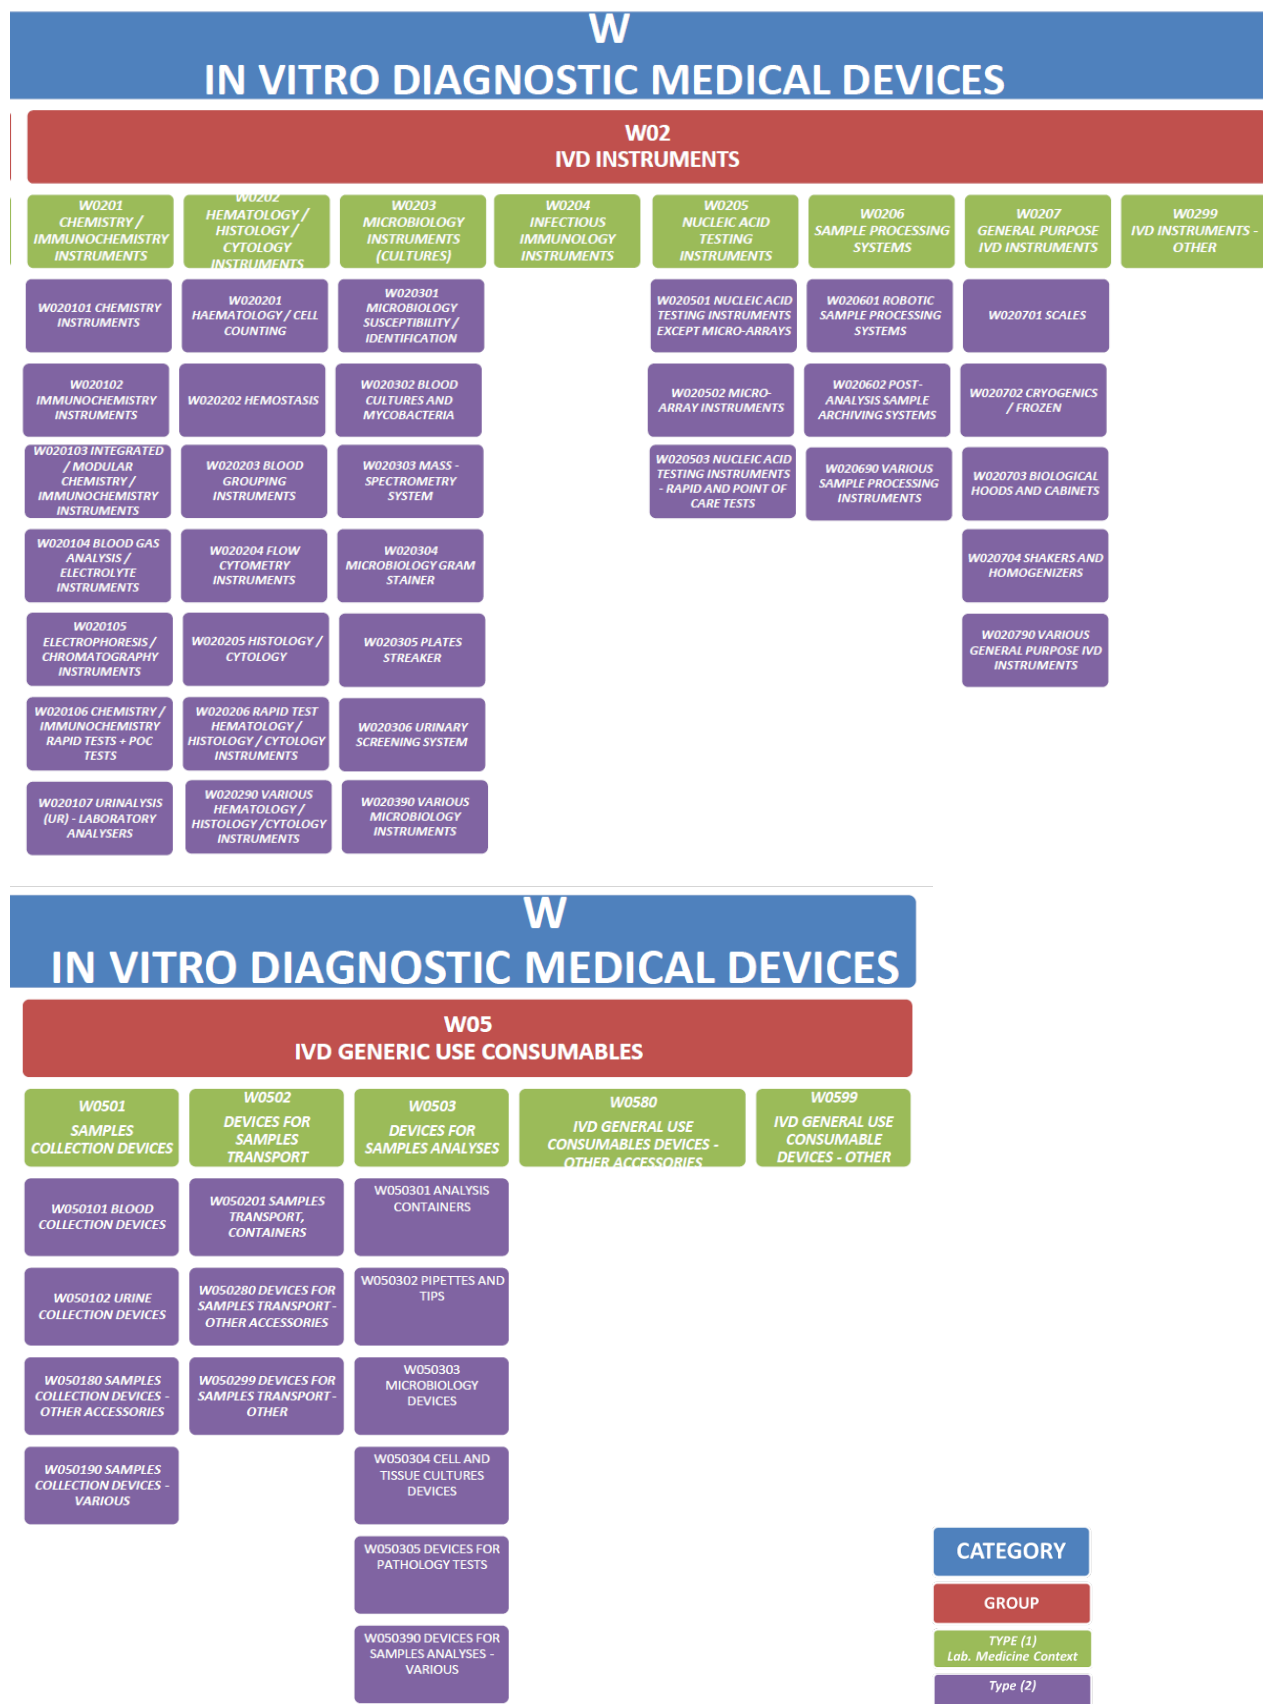 W
IN VITRO DIAGNOSTIC MEDICAL DEVICES
W02
IVD INSTRUMENTS
W0201
CHEMISTRY /
IMMUNOCHEMISTRY
INSTRUMENTS
W0202
HEMATOLOGY /
HISTOLOGY /
CYTOLOGY
INSTRUMENTS
W0203
MICROBIOLOGY
INSTRUMENTS
(CULTURES)
W0204
INFECTIOUS
IMMUNOLOGY
INSTRUMENTS
W0205
NUCLEIC ACID
TESTING
INSTRUMENTS
W0206
SAMPLE PROCESSING
SYSTEMS
W0207
GENERAL PURPOSE
IVD INSTRUMENTS
W0299
IVD INSTRUMENTS -
OTHER
W020101 CHEMISTRY
INSTRUMENTS
W020201
HAEMATOLOGY / CELL
COUNTING
W020301
MICROBIOLOGY
SUSCEPTIBILITY /
IDENTIFICATION
W020501 NUCLEIC ACID
TESTING INSTRUMENTS
EXCEPT MICRO-ARRAYS
W020601 ROBOTIC
SAMPLE PROCESSING
SYSTEMS
W020701 SCALES
W020102
IMMUNOCHEMISTRY
INSTRUMENTS
W020202 HEMOSTASIS
W020302 BLOOD
CULTURES AND
MYCOBACTERIA
W020502 MICRO-
ARRAY INSTRUMENTS
W020602 POST-
ANALYSIS SAMPLE
ARCHIVING SYSTEMS
W020702 CRYOGENICS
/ FROZEN
W020103 INTEGRATED
/ MODULAR
CHEMISTRY /
IMMUNOCHEMISTRY
INSTRUMENTS
W020203 BLOOD
GROUPING
INSTRUMENTS
W020303 MASS -
SPECTROMETRY
SYSTEM
W020503 NUCLEIC ACID
TESTING INSTRUMENTS
- RAPID AND POINT OF
CARE TESTS
W020690 VARIOUS
SAMPLE PROCESSING
INSTRUMENTS
W020703 BIOLOGICAL
HOODS AND CABINETS
W020104 BLOOD GAS
ANALYSIS /
ELECTROLYTE
INSTRUMENTS
W020204 FLOW
CYTOMETRY
INSTRUMENTS
W020304
MICROBIOLOGY GRAM
STAINER
W020704 SHAKERS AND
HOMOGENIZERS
W020105
ELECTROPHORESIS /
CHROMATOGRAPHY
INSTRUMENTS
W020205 HISTOLOGY /
CYTOLOGY
W020305 PLATES
STREAKER
W020790 VARIOUS
GENERAL PURPOSE IVD
INSTRUMENTS
W020106 CHEMISTRY /
IMMUNOCHEMISTRY
RAPID TESTS + POC
TESTS
W020206 RAPID TEST
HEMATOLOGY /
HISTOLOGY / CYTOLOGY
INSTRUMENTS
W020306 URINARY
SCREENING SYSTEM
W020107 URINALYSIS
(UR) - LABORATORY
ANALYSERS
W020290 VARIOUS
HEMATOLOGY /
HISTOLOGY /CYTOLOGY
INSTRUMENTS
W020390 VARIOUS
MICROBIOLOGY
INSTRUMENTS
W
IN VITRO DIAGNOSTIC MEDICAL DEVICES
W05
IVD GENERIC USE CONSUMABLES
W0501
SAMPLES
COLLECTION DEVICES
W0502
DEVICES FOR
SAMPLES
TRANSPORT
W0503
DEVICES FOR
SAMPLES ANALYSES
W0580
IVD GENERAL USE
CONSUMABLES DEVICES -
OTHER ACCESSORIES
W0599
IVD GENERAL USE
CONSUMABLE
DEVICES - OTHER
W050101 BLOOD
COLLECTION DEVICES
W050201 SAMPLES
TRANSPORT,
CONTAINERS
W050301 ANALYSIS
CONTAINERS
W050102 URINE
COLLECTION DEVICES
W050280 DEVICES FOR
SAMPLES TRANSPORT -
OTHER ACCESSORIES
W050302 PIPETTES AND
TIPS
W050180 SAMPLES
COLLECTION DEVICES -
OTHER ACCESSORIES
W050299 DEVICES FOR
SAMPLES TRANSPORT -
OTHER
W050303
MICROBIOLOGY
DEVICES
W050190 SAMPLES
COLLECTION DEVICES -
VARIOUS
W050304 CELL AND
TISSUE CULTURES
DEVICES
W050305 DEVICES FOR
PATHOLOGY TESTS
W050390 DEVICES FOR
SAMPLES ANALYSES -
VARIOUS
CATEGORY
GROUP
TYPE (1)
Lab. Medicine Context
Type (2)